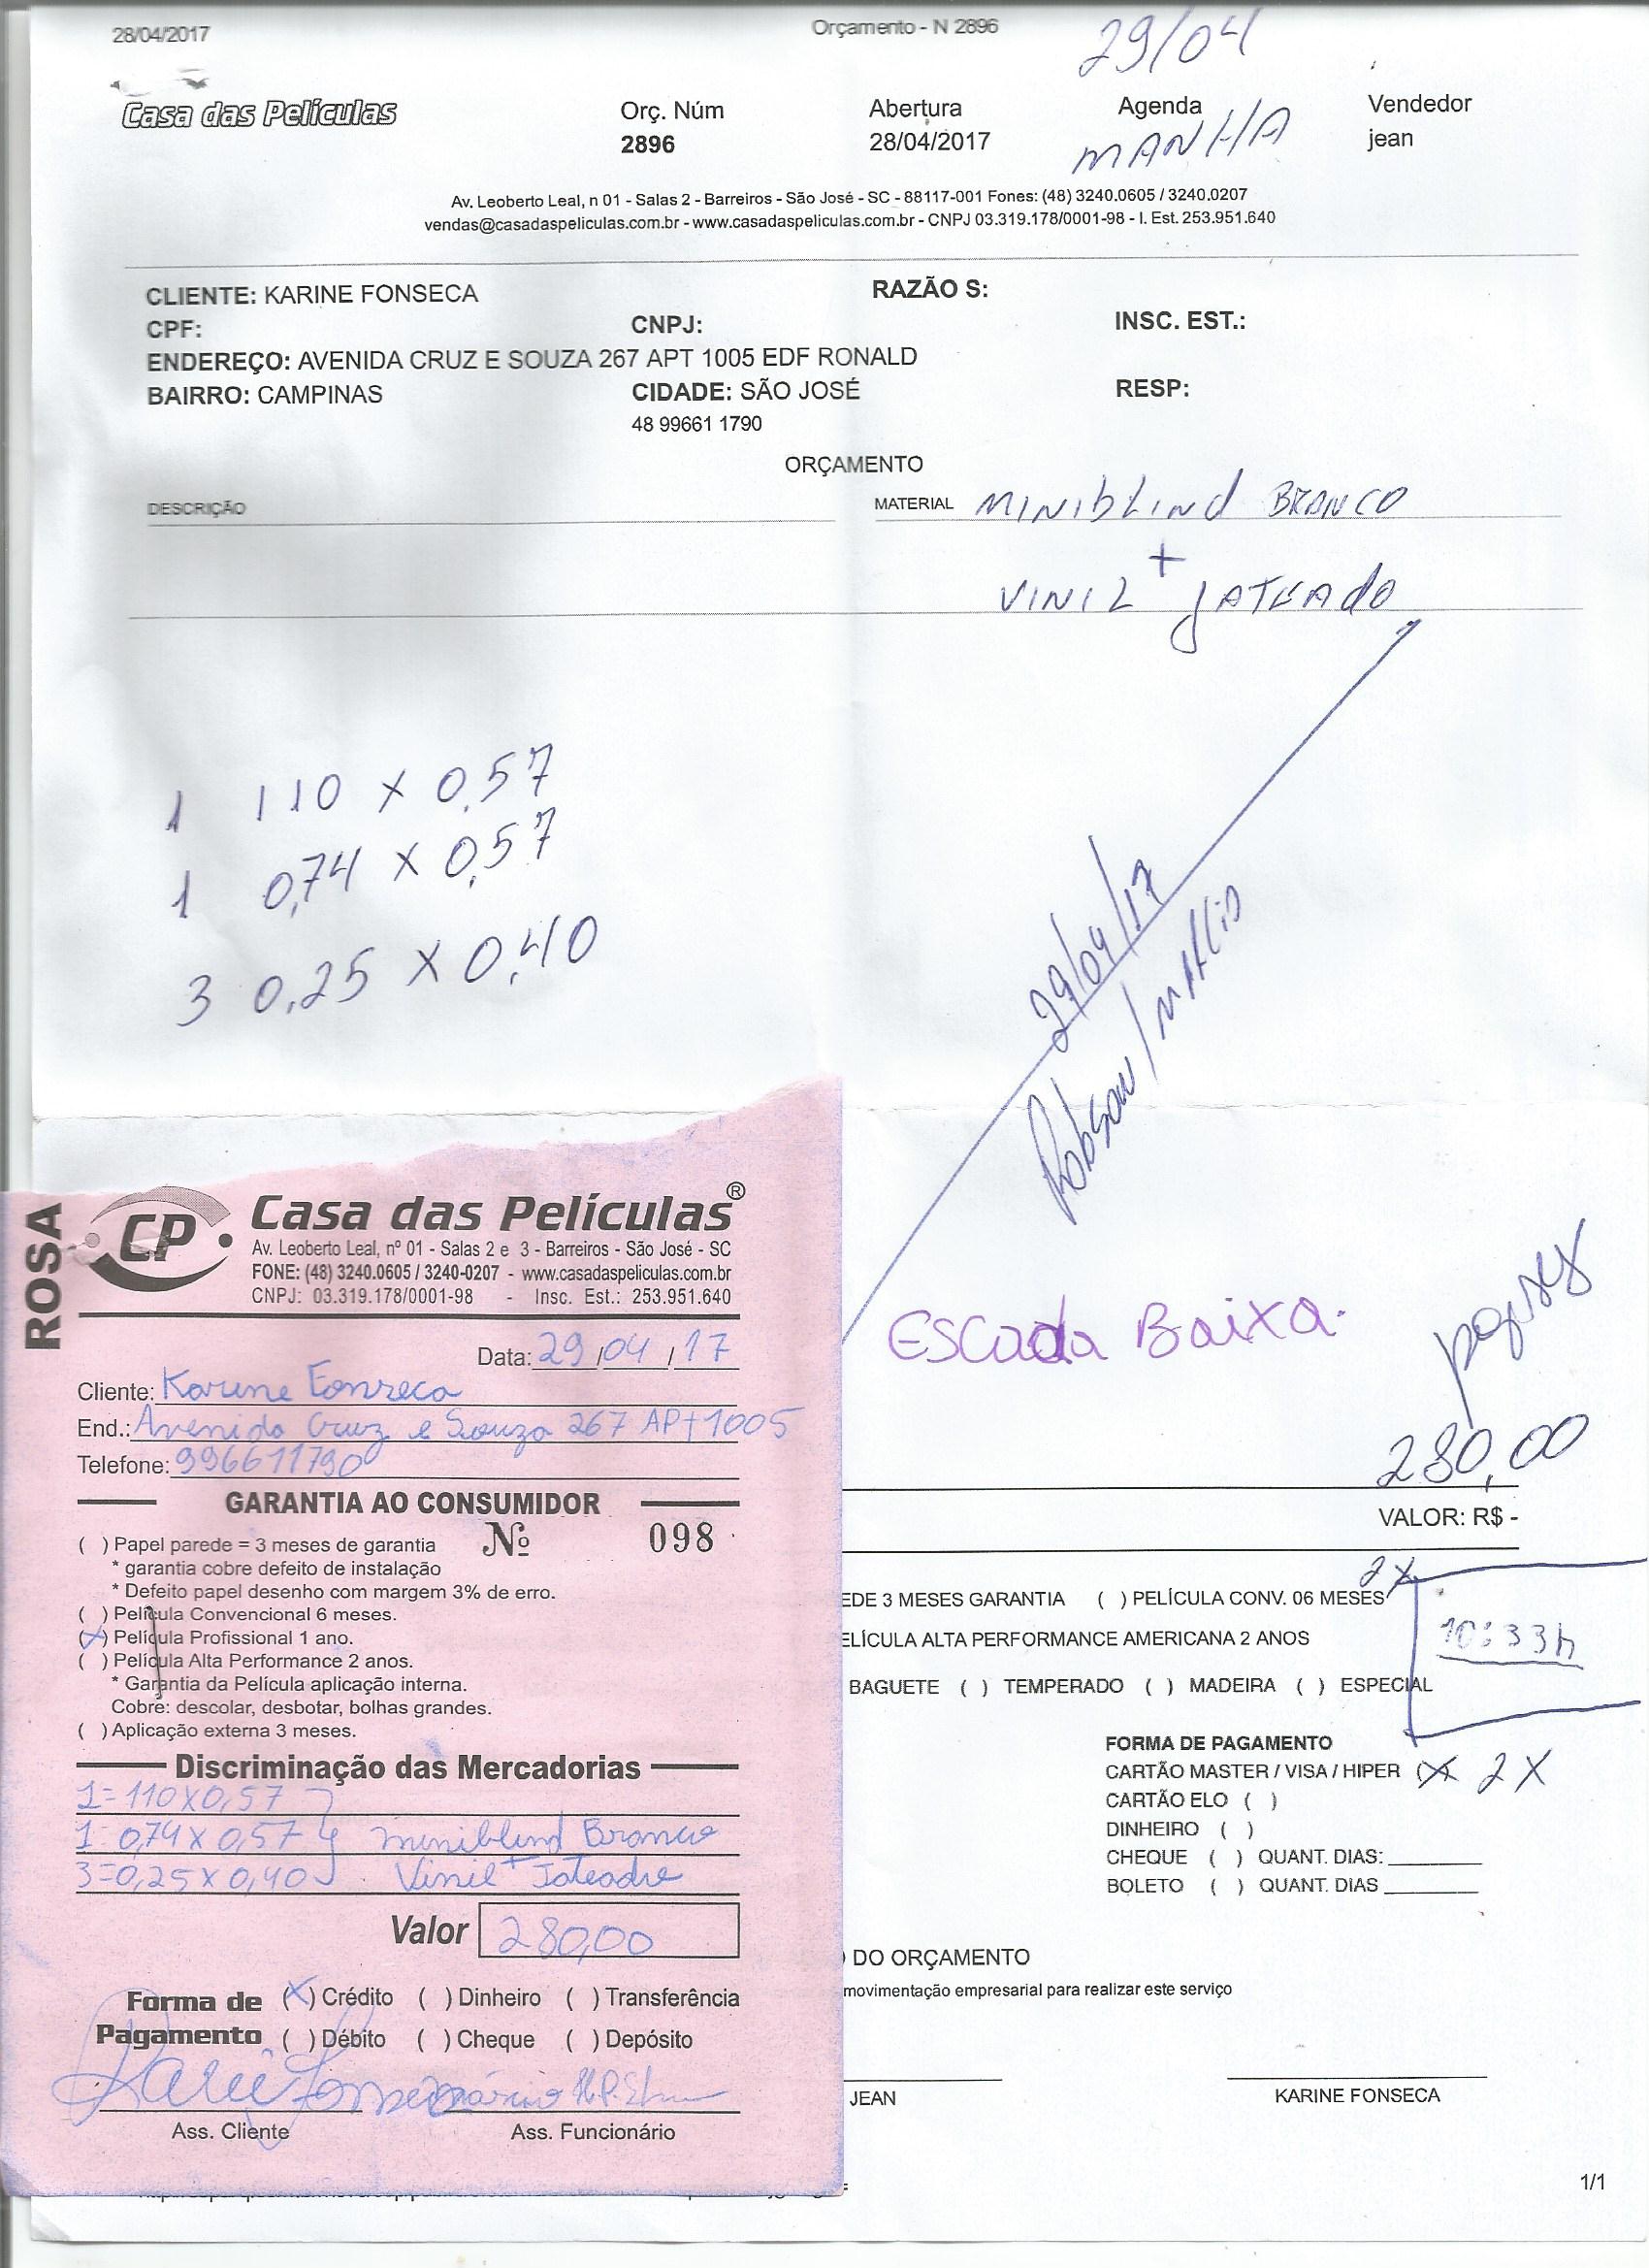 28/04/2017
Orçamento - N 2896
29/04
Casa das Películas
Orç. Núm
2896
Abertura
28/04/2017
Agenda
MANHA
Vendedor
jean
Av. Leoberto Leal, n 01 - Salas 2 - Barreiros - São José - SC - 88117-001 Fones: (48) 3240.0605 / 3240.0207
vendas@casadaspeliculas.com.br - www.casadaspeliculas.com.br - CNPJ 03.319.178/0001-98 - I. Est. 253.951.640
CLIENTE: KARINE FONSECA
RAZÃO S:
CPF:
CNPJ:
INSC. EST.:
ENDEREÇO: AVENIDA CRUZ E SOUZA 267 APT 1005 EDF RONALD
BAIRRO: CAMPINAS
CIDADE: SÃO JOSÉ
RESP:
48 99661 1790
ORÇAMENTO
DESCRIÇÃO
MATERIAL MINIblINd BRANCO
+
VINIL JATEAdO
1 110 x 0,57
1 0,74 x 0,57
3 0,25 x 0,40
29/04/17
Robson /
ESCada Baixa.
280,00
VALOR: R$ -
2x
EDE 3 MESES GARANTIA ( ) PELÍCULA CONV. 06 MESES
ELÍCULA ALTA PERFORMANCE AMERICANA 2 ANOS
10:33h
BAGUETE ( ) TEMPERADO ( ) MADEIRA ( ) ESPECIAL
FORMA DE PAGAMENTO
CARTÃO MASTER / VISA / HIPER (X) 2X
CARTÃO ELO ( )
DINHEIRO ( )
CHEQUE ( ) QUANT. DIAS:
BOLETO ( ) QUANT. DIAS
DO ORÇAMENTO
movimentação empresarial para realizar este serviço
JEAN
KARINE FONSECA
1/1
ROSA
CP
Casa das Películas®
Av. Leoberto Leal, nº 01 - Salas 2 e 3 - Barreiros - São José - SC
FONE: (48) 3240.0605 / 3240-0207 - www.casadaspeliculas.com.br
CNPJ: 03.319.178/0001-98 - Insc. Est.: 253.951.640
Data: 29/04/17
Cliente: Karine Fonseca
End.: Avenida Cruz e Souza 267 APt 1005
Telefone: 996611790
GARANTIA AO CONSUMIDOR
Nº 098
( ) Papel parede = 3 meses de garantia
* garantia cobre defeito de instalação
* Defeito papel desenho com margem 3% de erro.
( ) Película Convencional 6 meses.
(X) Película Profissional 1 ano.
( ) Película Alta Performance 2 anos.
* Garantia da Película aplicação interna.
Cobre: descolar, desbotar, bolhas grandes.
( ) Aplicação externa 3 meses.
Discriminação das Mercadorias
1=110x0,57
1=0,74x0,57 miniblind Branco
3=0,25x0,40 Vinil + Jateado
Valor 280,00
Forma de Pagamento
(X) Crédito ( ) Dinheiro ( ) Transferência
( ) Débito ( ) Cheque ( ) Depósito
Ass. Cliente
Ass. Funcionário